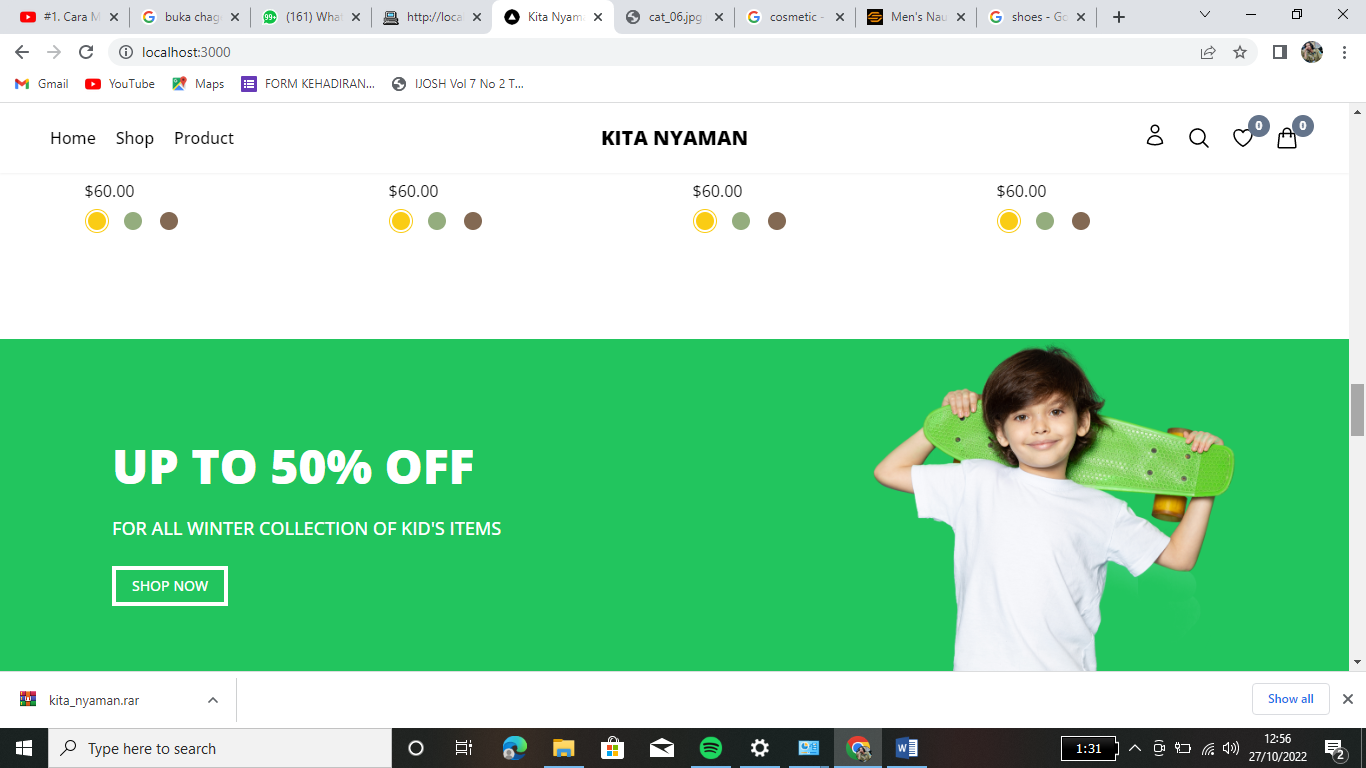 #1. Cara M
buka chag
(161) What
http://loca
Kita Nyam
cat_06.jpg
cosmetic -
Men's Nau
shoes - Go
localhost:3000
Gmail
YouTube
Maps
FORM KEHADIRAN...
IJOSH Vol 7 No 2 T...
Home
Shop
Product
KITA NYAMAN
0
0
$60.00
$60.00
$60.00
$60.00
UP TO 50% OFF
FOR ALL WINTER COLLECTION OF KID'S ITEMS
SHOP NOW
kita_nyaman.rar
Show all
Type here to search
1:31
12:56
27/10/2022
2